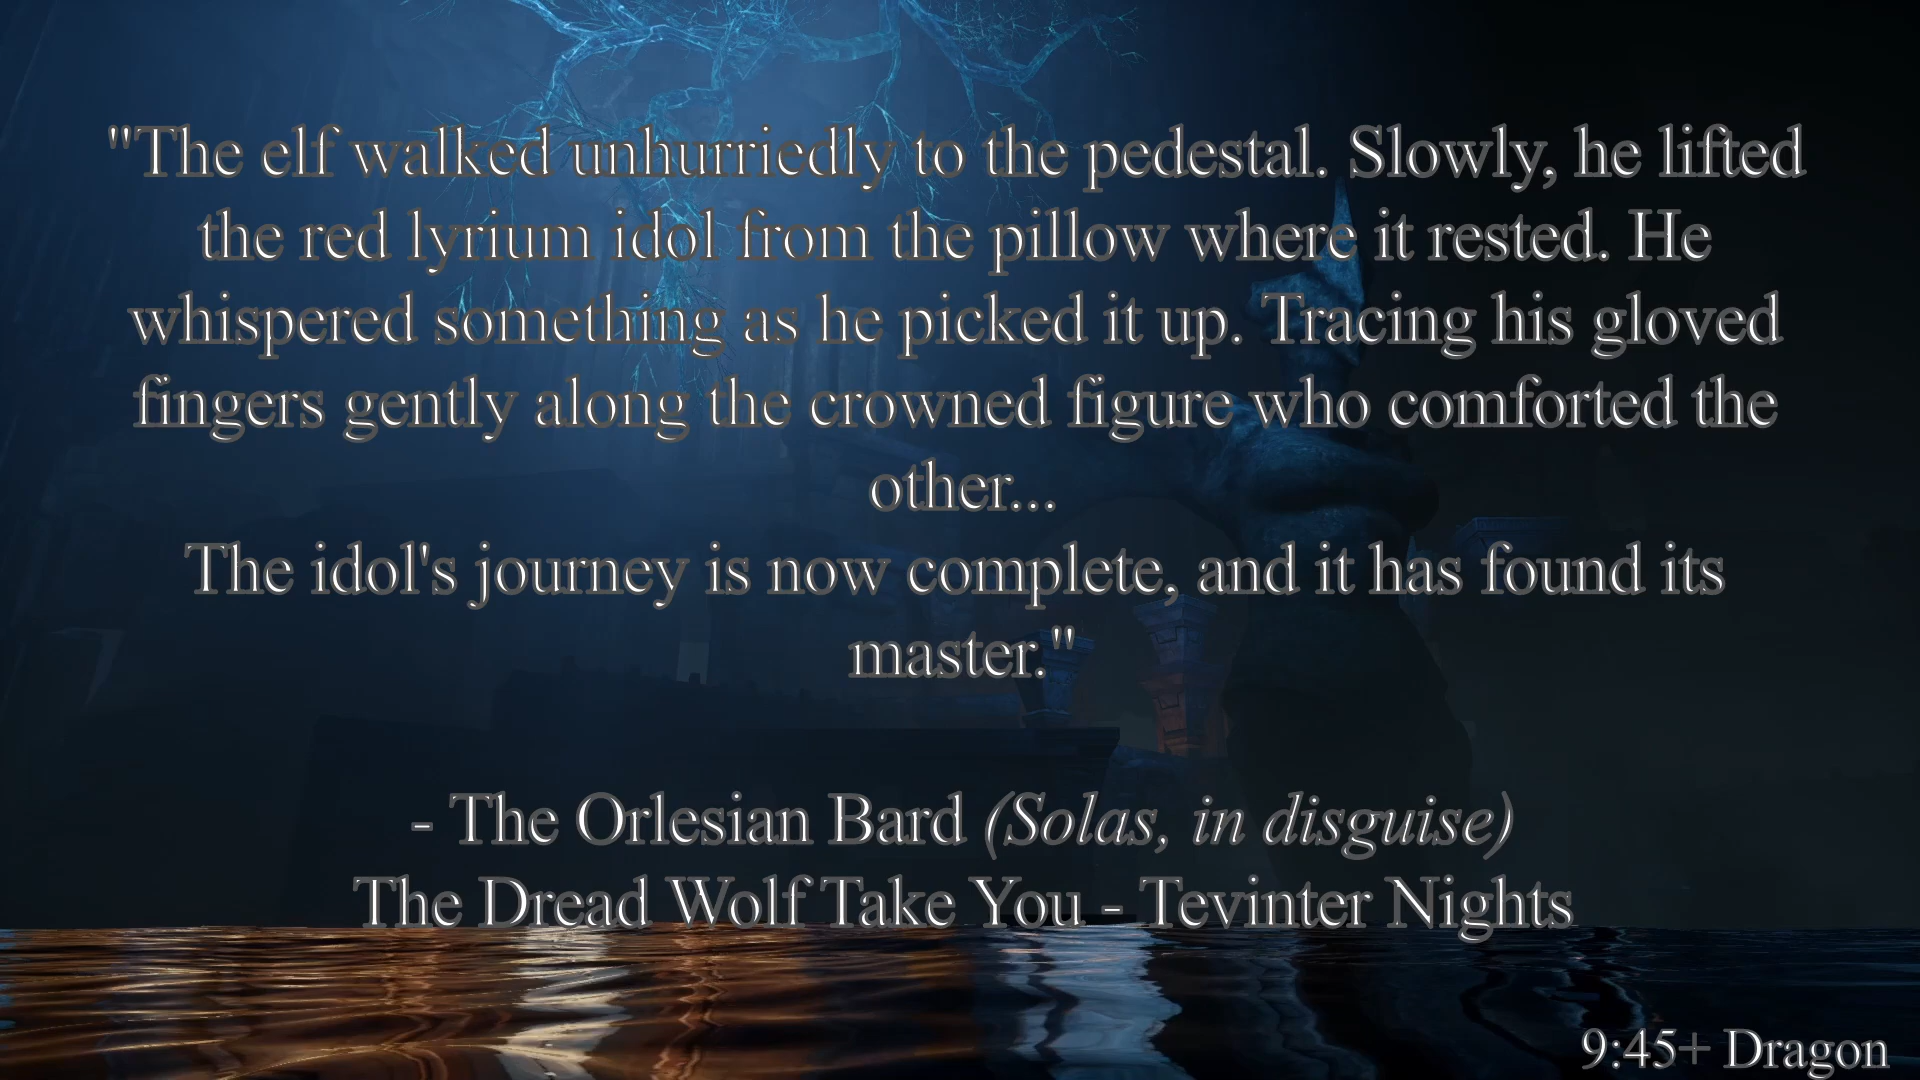 "The elf walked unhurriedly to the pedestal. Slowly, he lifted
the red lyrium idol from the pillow where it rested. He
whispered something as he picked it up. Tracing his gloved
fingers gently along the crowned figure who comforted the
other...
The idol's journey is now complete, and it has found its
master."
- The Orlesian Bard (Solas, in disguise)
The Dread Wolf Take You - Tevinter Nights
9:45+ Dragon